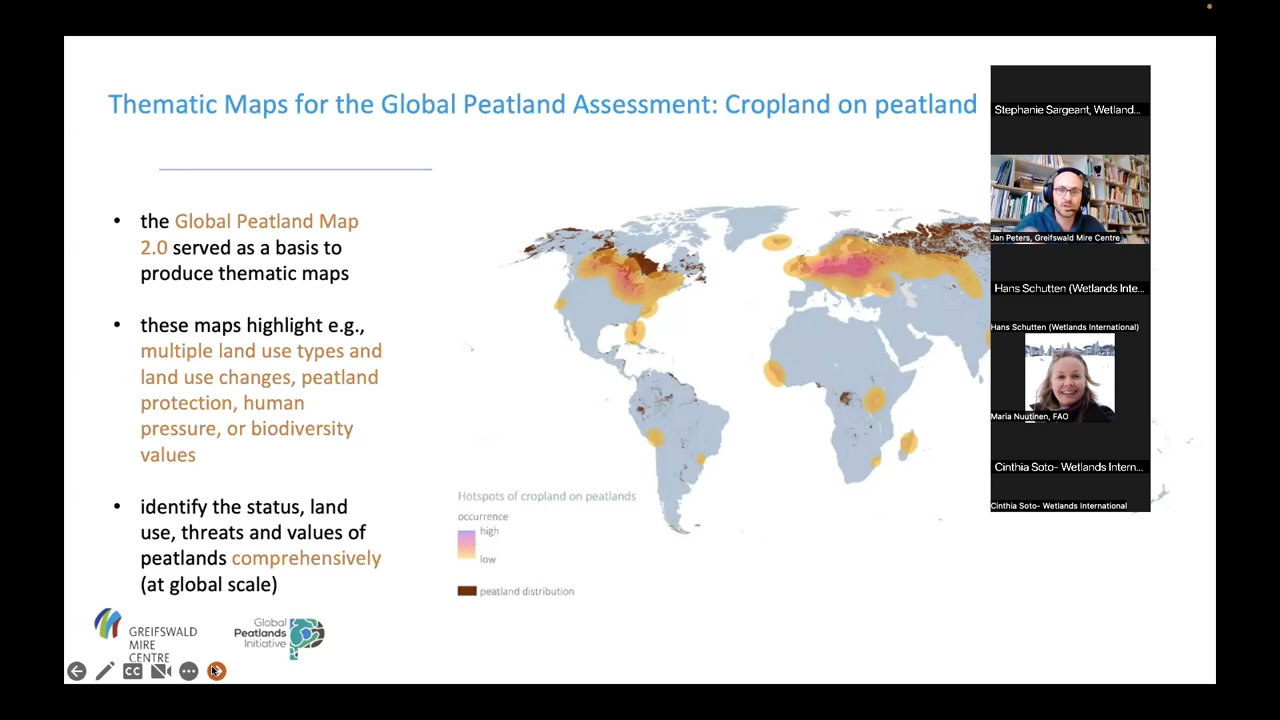 Thematic Maps for the Global Peatland Assessment: Cropland on peatland
• the Global Peatland Map
2.0 served as a basis to
produce thematic maps
• these maps highlight e.g.,
multiple land use types and
land use changes, peatland
protection, human
pressure, or biodiversity
values
• identify the status, land
use, threats and values of
peatlands comprehensively
(at global scale)
Hotspots of cropland on peatlands
occurrence
high
low
peatland distribution
GREIFSWALD
MIRE
CENTRE
Global
Peatlands
Initiative
CC
Stephanie Sargeant, Wetland...
Jan Peters, Greifswald Mire Centre
Hans Schutten (Wetlands Inte...
Hans Schutten (Wetlands International)
Maria Nuutinen, FAO
Cinthia Soto- Wetlands Intern...
Cinthia Soto- Wetlands International